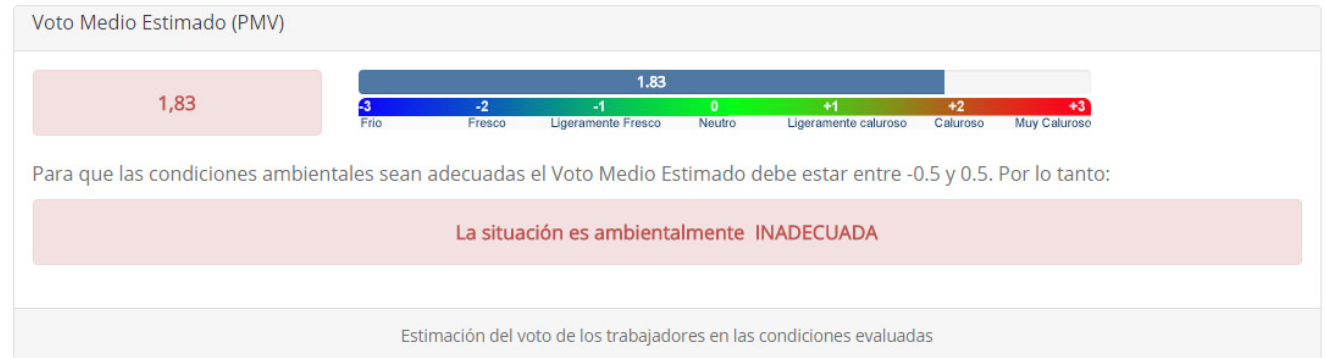 Voto Medio Estimado (PMV)
1,83
1.83
-3 -2 -1 0 +1 +2 +3
Frio Fresco Ligeramente Fresco Neutro Ligeramente caluroso Caluroso Muy Caluroso
Para que las condiciones ambientales sean adecuadas el Voto Medio Estimado debe estar entre -0.5 y 0.5. Por lo tanto:
La situación es ambientalmente INADECUADA
Estimación del voto de los trabajadores en las condiciones evaluadas